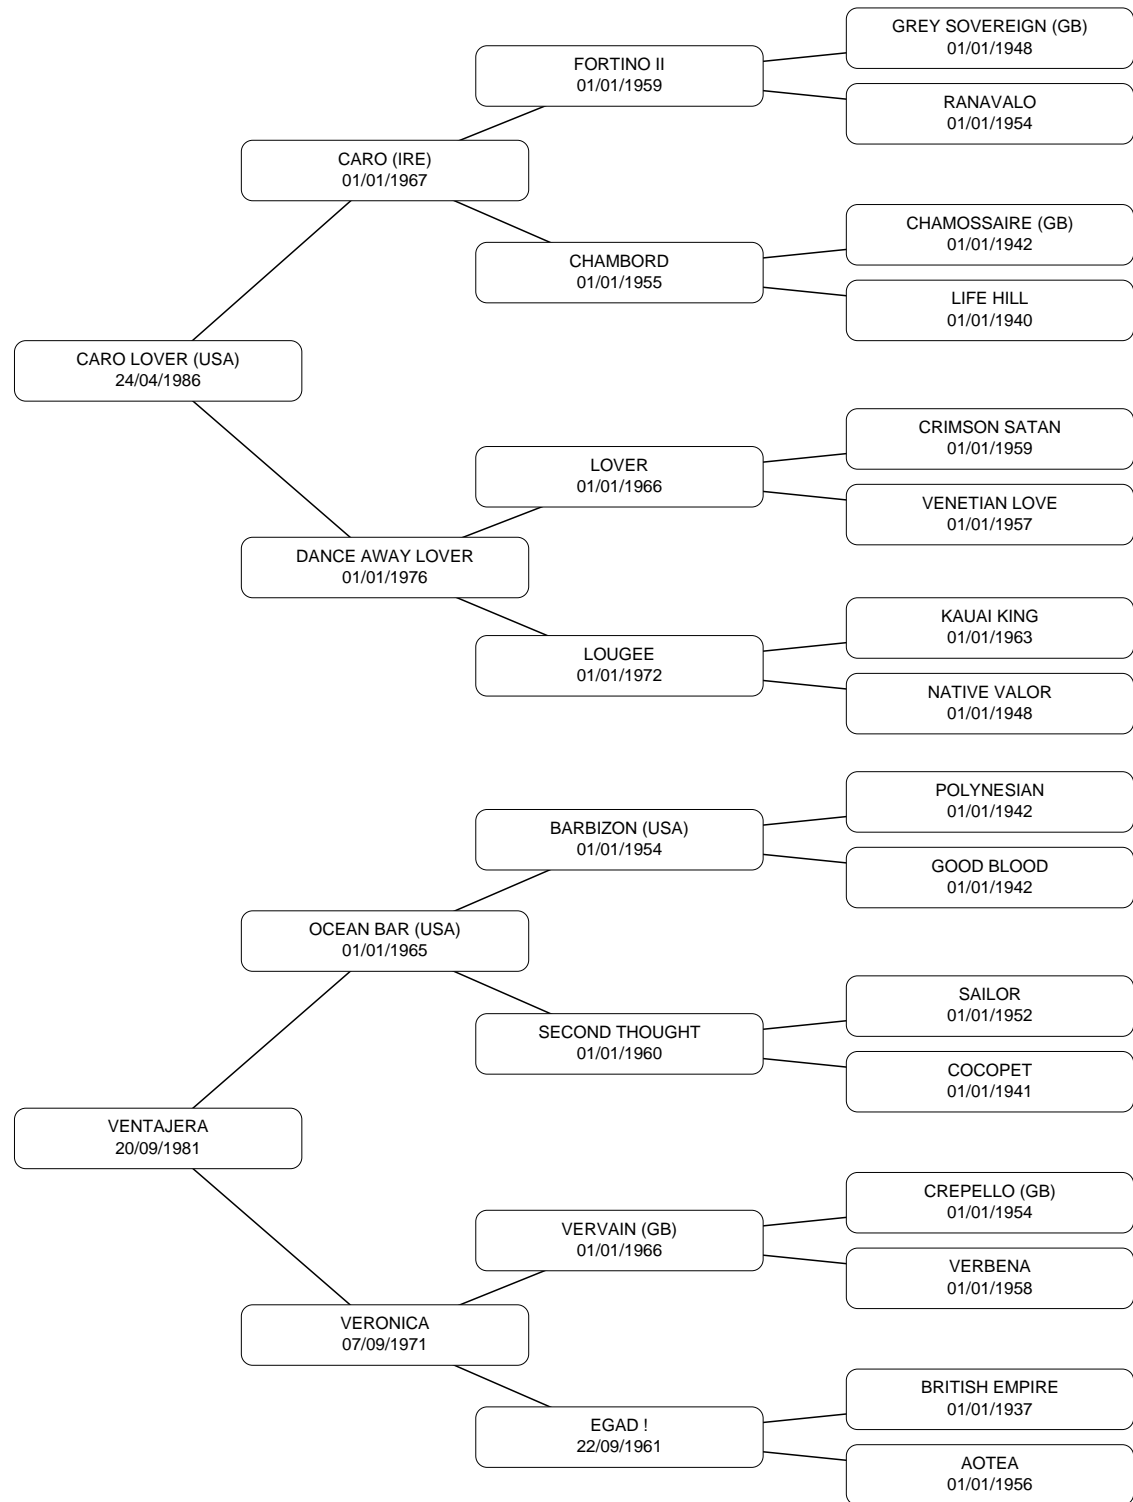 GREY SOVEREIGN (GB)
01/01/1948
FORTINO II
01/01/1959
RANAVALO
01/01/1954
CARO (IRE)
01/01/1967
CHAMOSSAIRE (GB)
01/01/1942
CHAMBORD
01/01/1955
LIFE HILL
01/01/1940
CARO LOVER (USA)
24/04/1986
CRIMSON SATAN
01/01/1959
LOVER
01/01/1966
VENETIAN LOVE
01/01/1957
DANCE AWAY LOVER
01/01/1976
KAUAI KING
01/01/1963
LOUGEE
01/01/1972
NATIVE VALOR
01/01/1948
POLYNESIAN
01/01/1942
BARBIZON (USA)
01/01/1954
GOOD BLOOD
01/01/1942
OCEAN BAR (USA)
01/01/1965
SAILOR
01/01/1952
SECOND THOUGHT
01/01/1960
COCOPET
01/01/1941
VENTAJERA
20/09/1981
CREPELLO (GB)
01/01/1954
VERVAIN (GB)
01/01/1966
VERBENA
01/01/1958
VERONICA
07/09/1971
BRITISH EMPIRE
01/01/1937
EGAD !
22/09/1961
AOTEA
01/01/1956